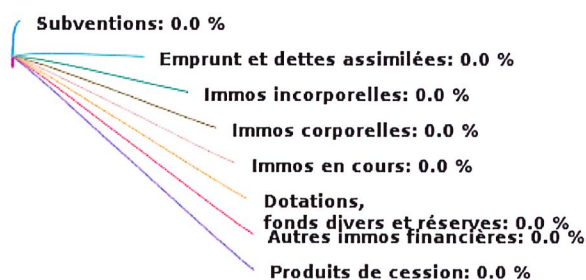 Subventions: 0.0 %
Emprunt et dettes assimilées: 0.0 %
Immos incorporelles: 0.0 %
Immos corporelles: 0.0 %
Immos en cours: 0.0 %
Dotations,
fonds divers et réserves: 0.0 %
Autres immos financières: 0.0 %
Produits de cession: 0.0 %